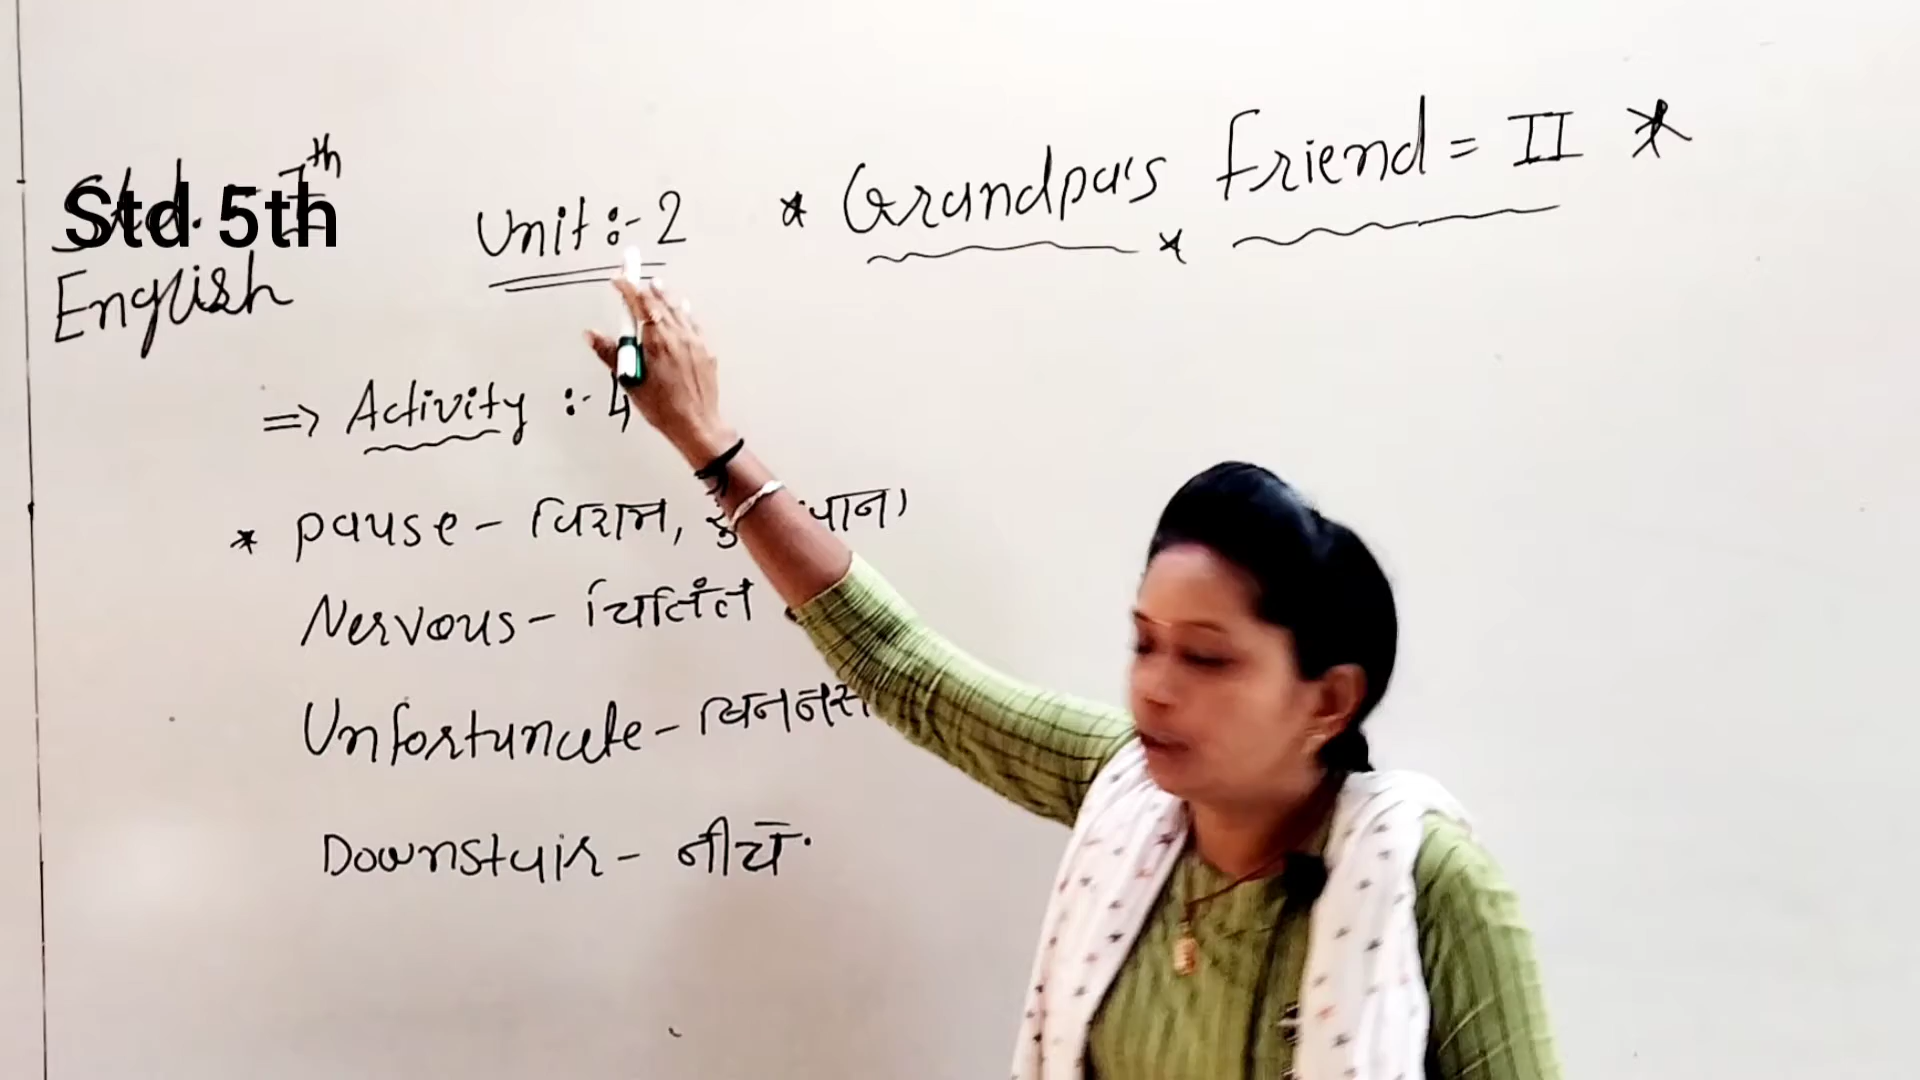 Std 5th
English
Unit :- 2
* Grandpa's Friend = II *
=> Activity :- 4
* pause - विराम,
Nervous - चितिंत
Unfortunate -
Downstair - नीचे.